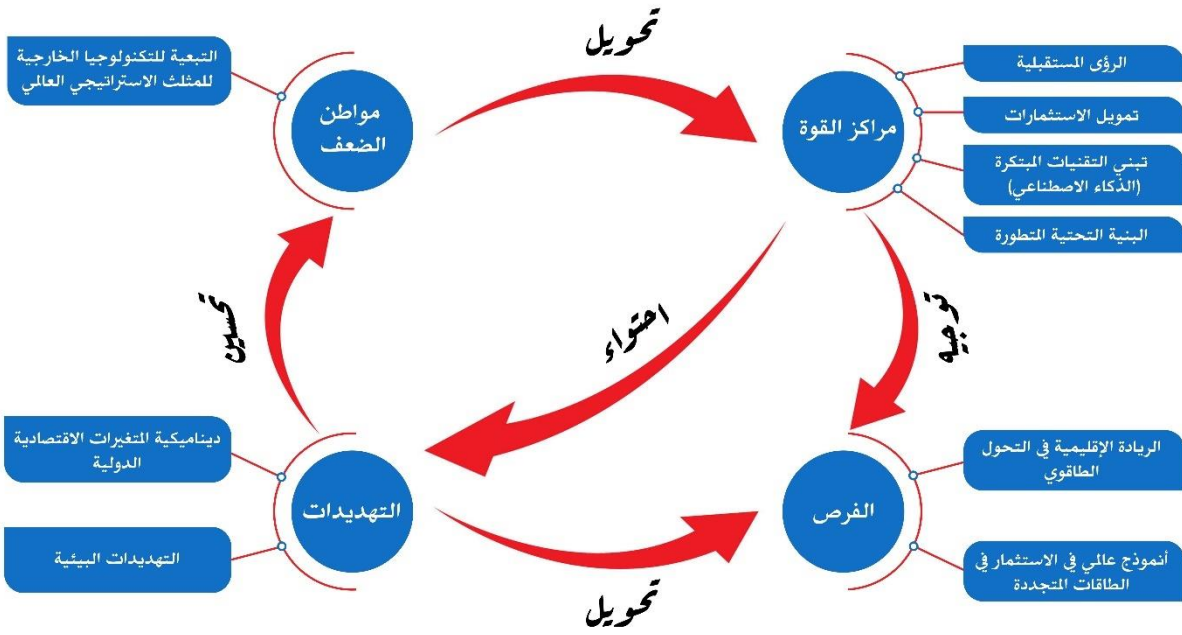 تحويل
الرؤى المستقبلية
تمويل الاستثمارات
تبني التقنيات المبتكرة
(الذكاء الاصطناعي)
البنية التحتية المتطورة
مراكز القوة
التبعية للتكنولوجيا الخارجية
للمثلث الاستراتيجي العالمي
مواطن
الضعف
توجيه
احتواء
تحسين
الريادة الإقليمية في التحول
الطاقوي
أنموذج عالمي في الاستثمار في
الطاقات المتجددة
الفرص
ديناميكية المتغيرات الاقتصادية
الدولية
التهديدات البيئية
التهديدات
تحويل